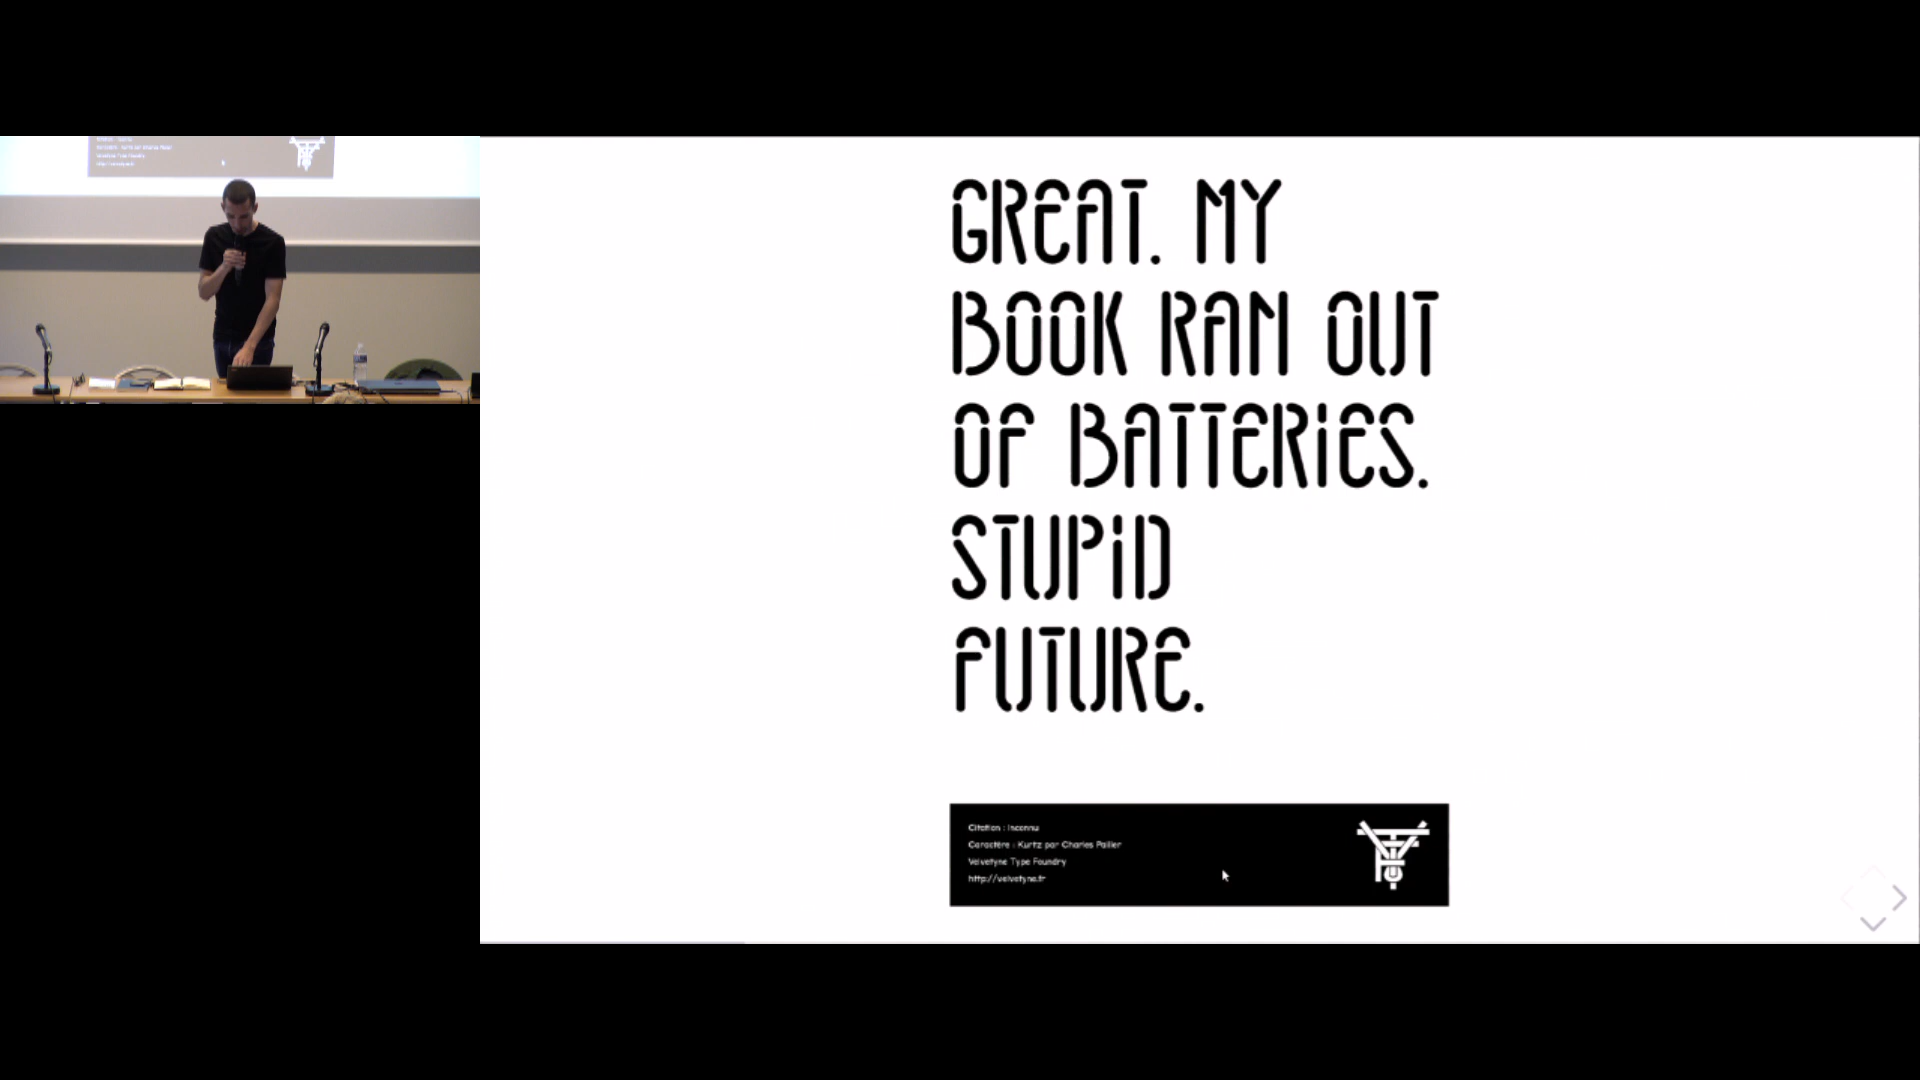 GREAT. MY
BOOK RAN OUT
OF BATTERiES.
STUPiD
FUTURE.
Citation : Inconnu
Caractère : Kurtz par Charles Pailler
Velvetyne Type Foundry
http://velvetyne.fr